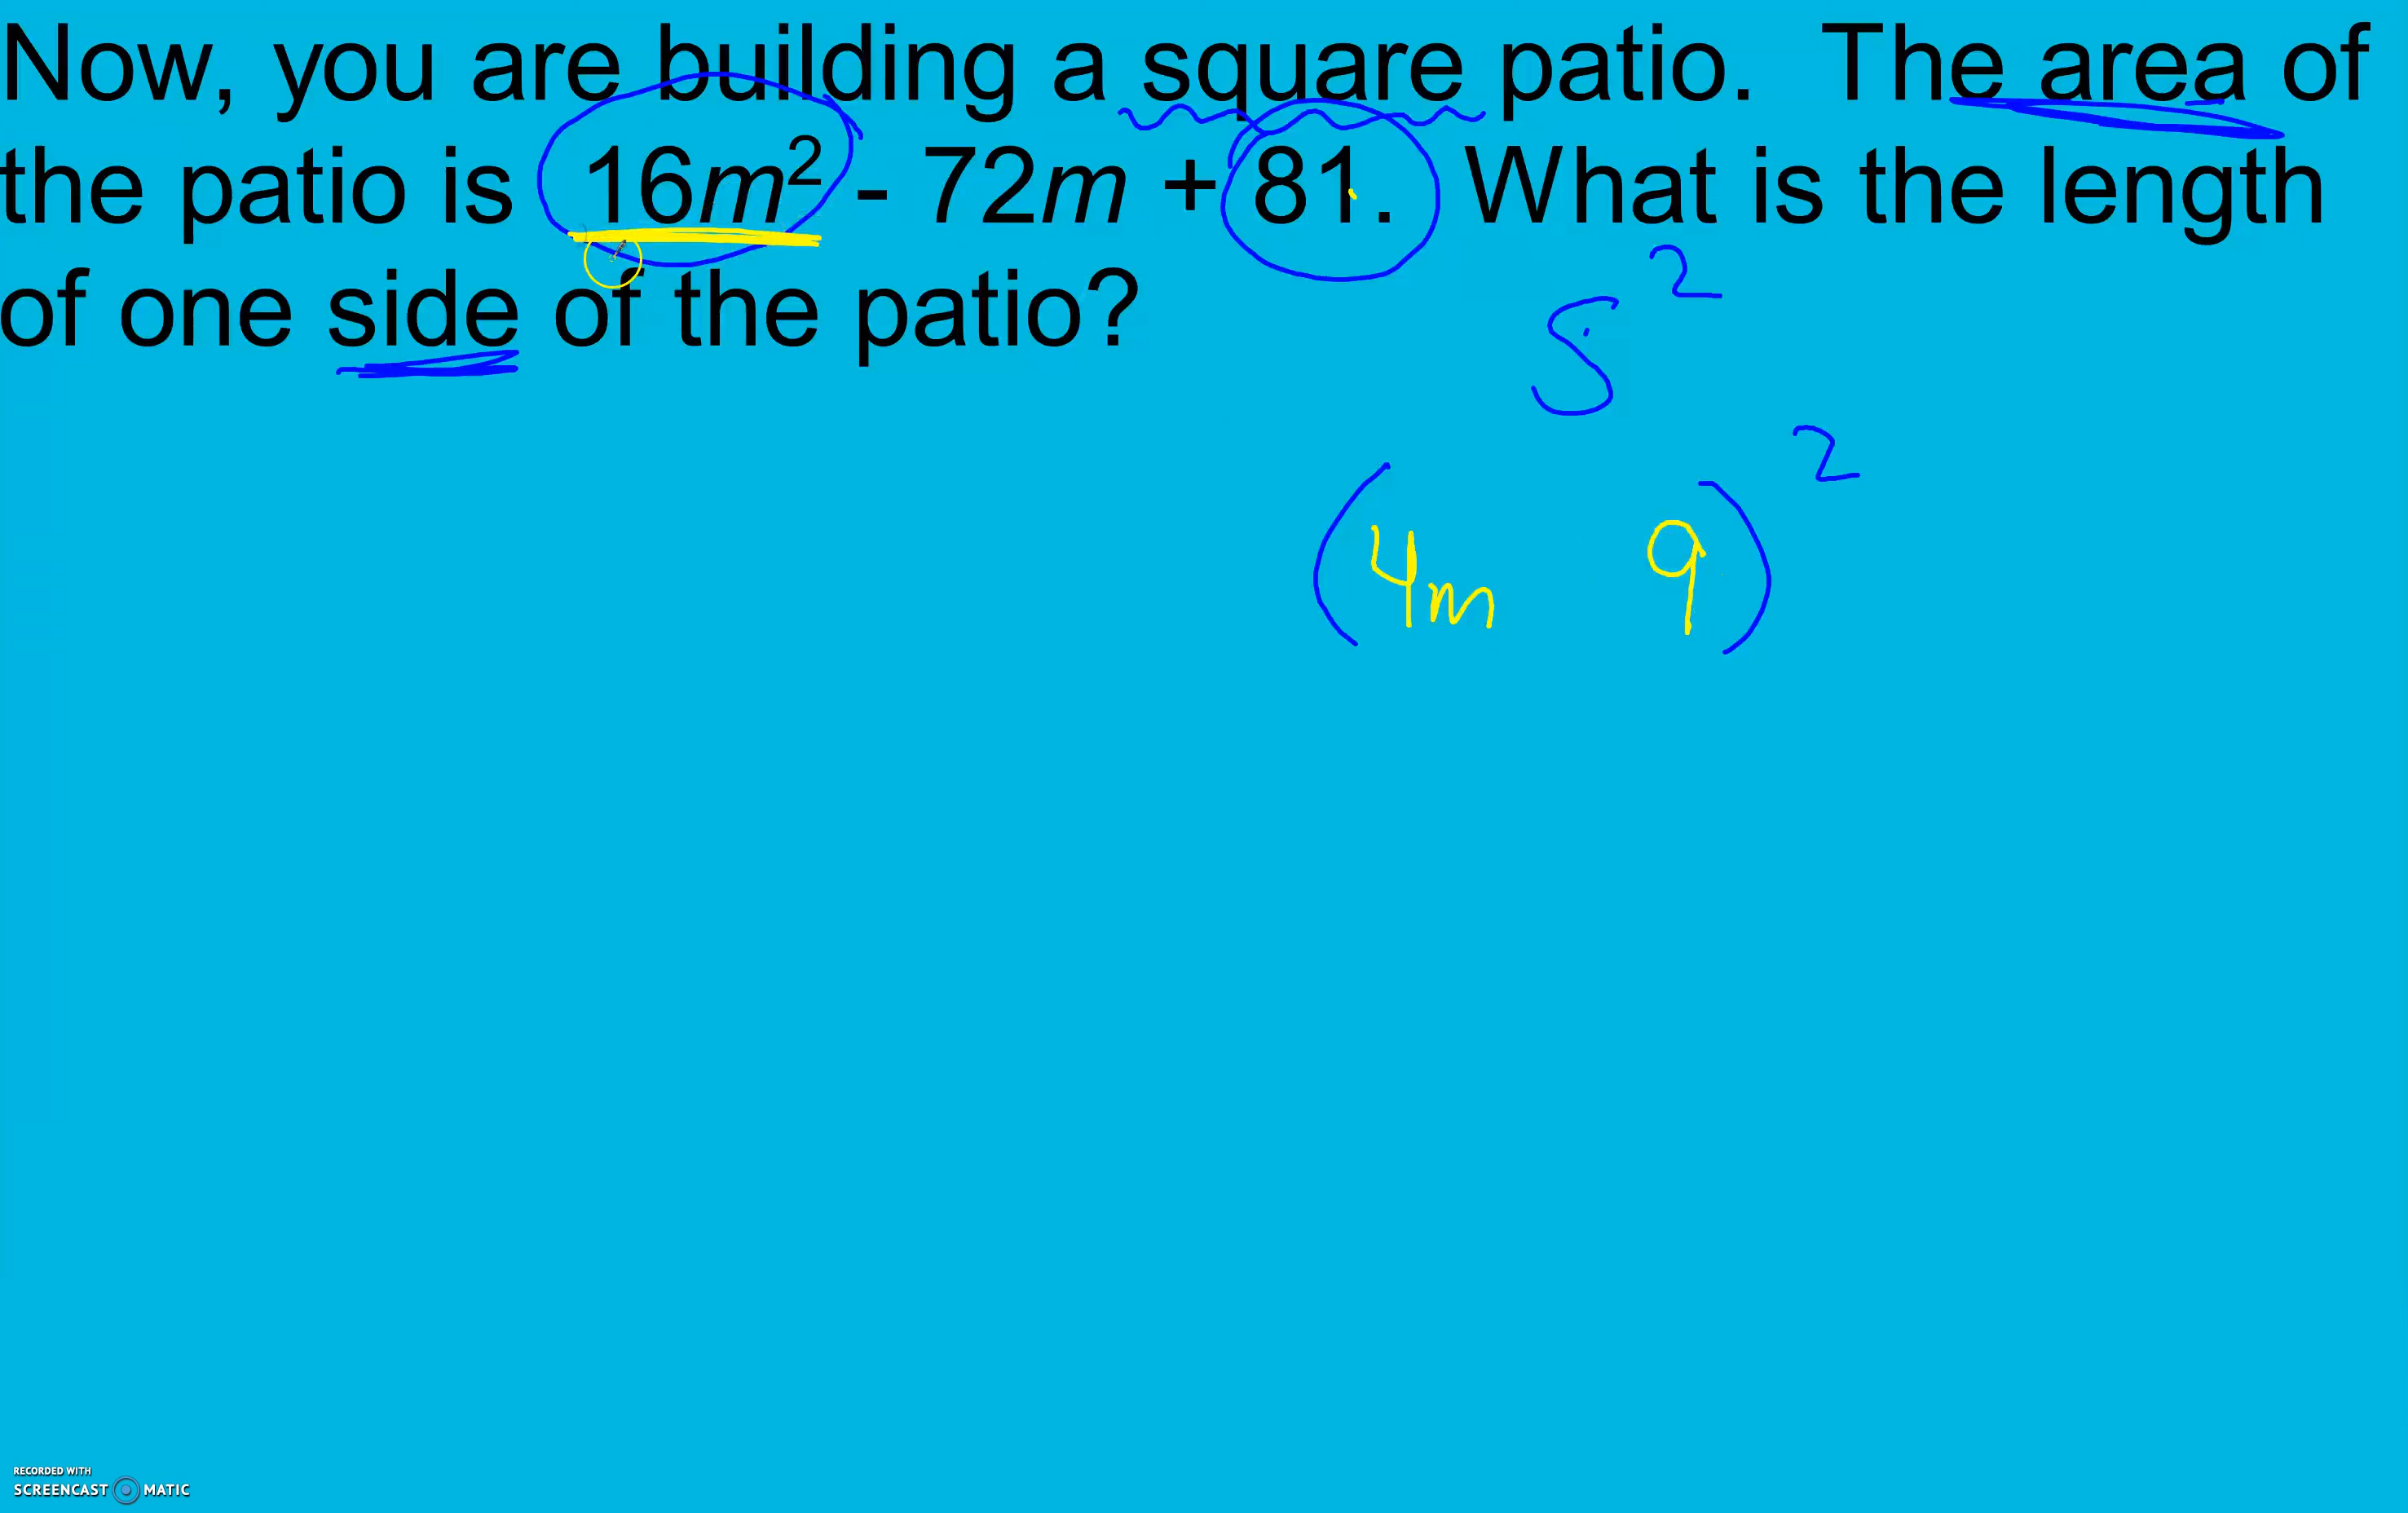 Now, you are building a square patio. The area of
the patio is 16m² - 72m + 81. What is the length
of one side of the patio?
S²
(4m 9)²
RECORDED WITH
SCREENCAST MATIC